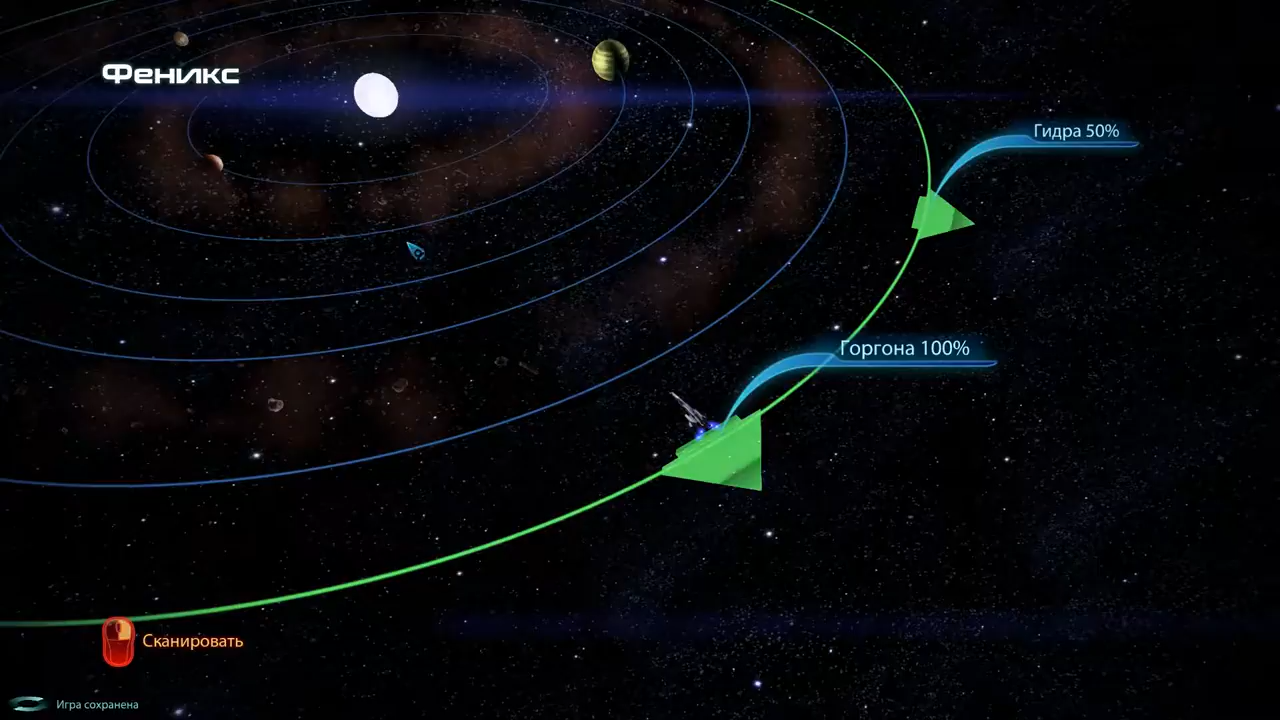 Феникс
Гидра 50%
Горгона 100%
Сканировать
Игра сохранена